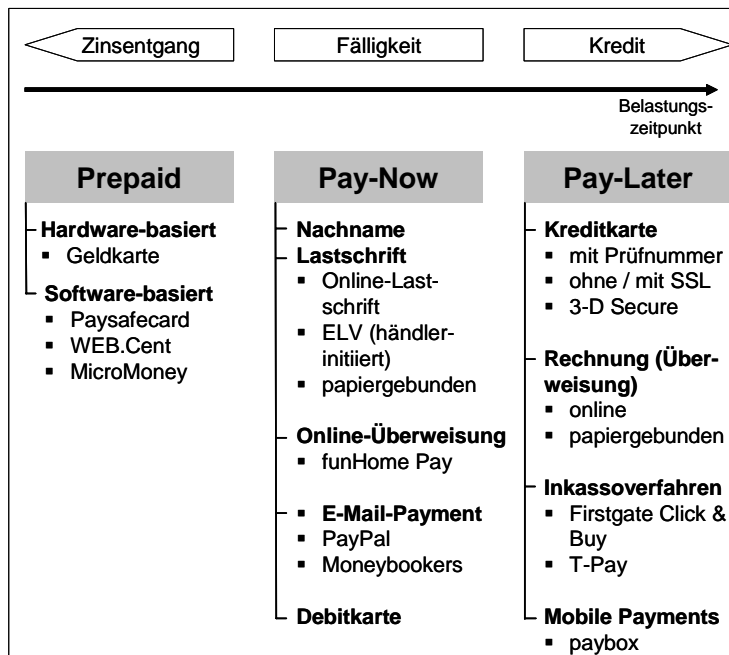 Zinsentgang
Fälligkeit
Kredit
Belastungs-
zeitpunkt
Prepaid
Hardware-basiert
▪ Geldkarte
Software-basiert
▪ Paysafecard
▪ WEB.Cent
▪ MicroMoney
Pay-Now
Nachname
Lastschrift
▪ Online-Last-
schrift
▪ ELV (händler-
initiiert)
▪ papiergebunden
Online-Überweisung
▪ funHome Pay
▪ E-Mail-Payment
▪ PayPal
▪ Moneybookers
Debitkarte
Pay-Later
Kreditkarte
▪ mit Prüfnummer
▪ ohne / mit SSL
▪ 3-D Secure
Rechnung (Über-
weisung)
▪ online
▪ papiergebunden
Inkassoverfahren
▪ Firstgate Click &
Buy
▪ T-Pay
Mobile Payments
▪ paybox